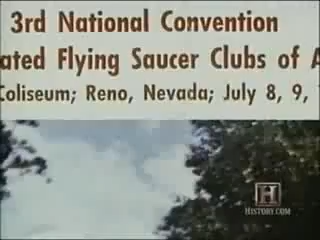 3rd National Convention
ated Flying Saucer Clubs of A
Coliseum; Reno, Nevada; July 8, 9,
H
HISTORY.COM